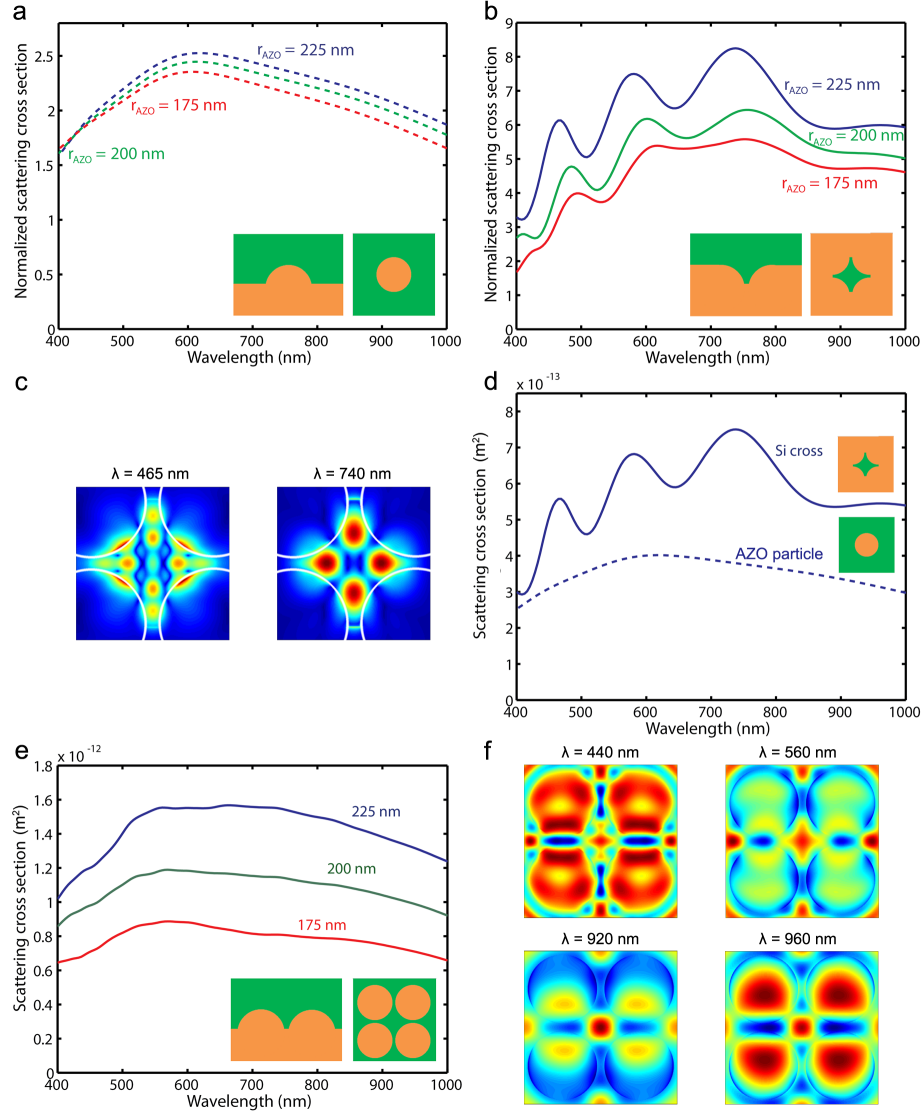 a
Normalized scattering cross section
2.5
2
1.5
1
0.5
0
r_AZO = 225 nm
r_AZO = 175 nm
r_AZO = 200 nm
400 500 600 700 800 900 1000
Wavelength (nm)
b
Normalized scattering cross section
9
8
7
6
5
4
3
2
1
0
r_AZO = 225 nm
r_AZO = 200 nm
r_AZO = 175 nm
400 500 600 700 800 900 1000
Wavelength (nm)
c
λ = 465 nm
λ = 740 nm
d
x 10 -13
Scattering cross section (m²)
8
7
6
5
4
3
2
1
0
Si cross
AZO particle
400 500 600 700 800 900 1000
Wavelength (nm)
e
x 10 -12
Scattering cross section (m²)
1.8
1.6
1.4
1.2
1
0.8
0.6
0.4
0.2
0
225 nm
200 nm
175 nm
400 500 600 700 800 900 1000
Wavelength (nm)
f
λ = 440 nm
λ = 560 nm
λ = 920 nm
λ = 960 nm